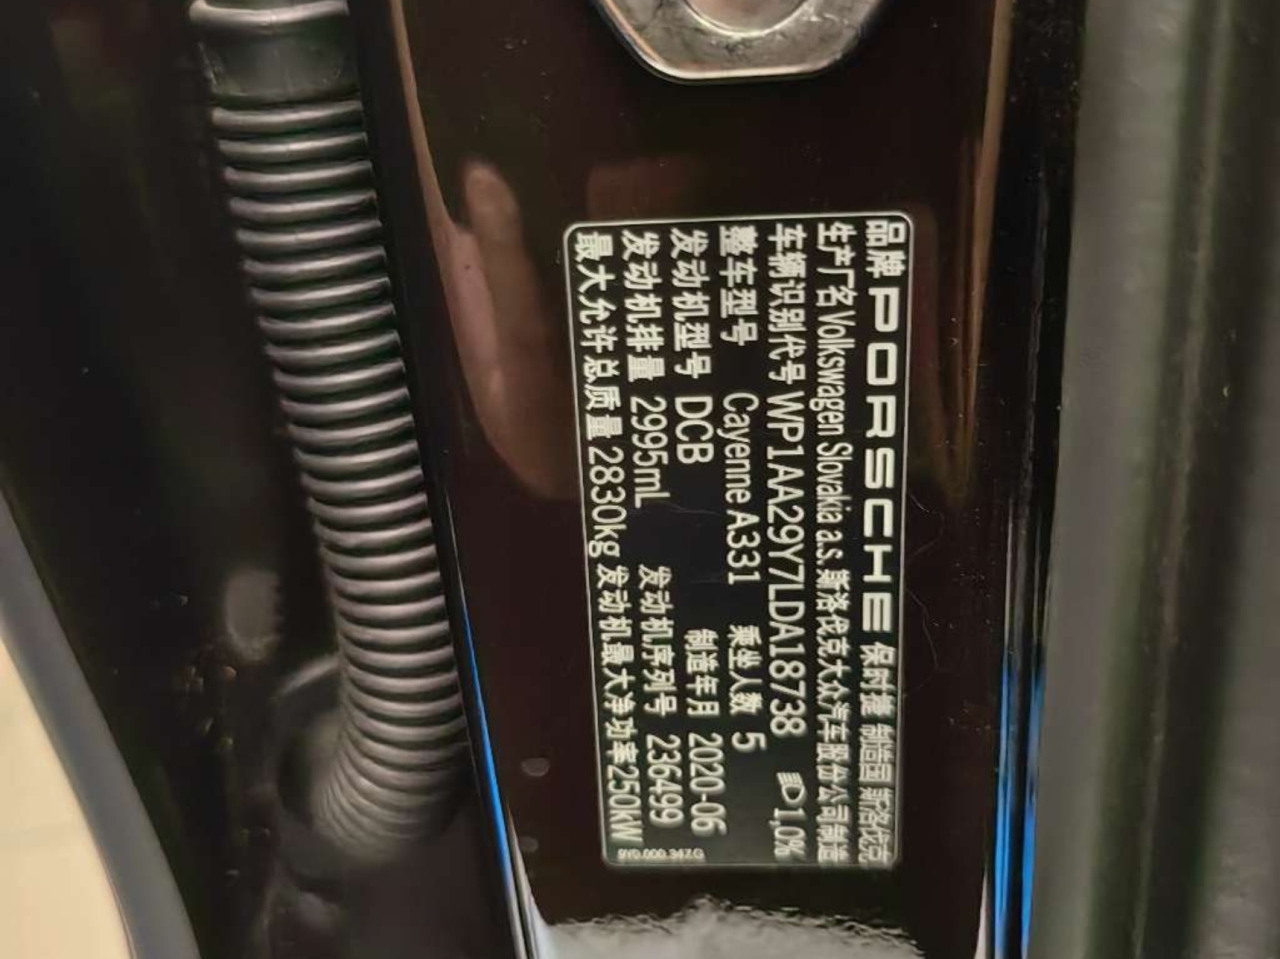 品牌 PORSCHE 保时捷 制造国 斯洛伐克
生产厂名 Volkswagen Slovakia a.s. 斯洛伐克大众汽车股份公司制造
车辆识别代号 WP1AA29Y7LDA18738 1,0%
整车型号 Cayenne A331 乘坐人数 5
发动机型号 DCB 制造年月 2020-06
发动机排量 2995mL 发动机序列号 236499
最大允许总质量 2830kg 发动机最大净功率250kW
9Y0.000.347.G